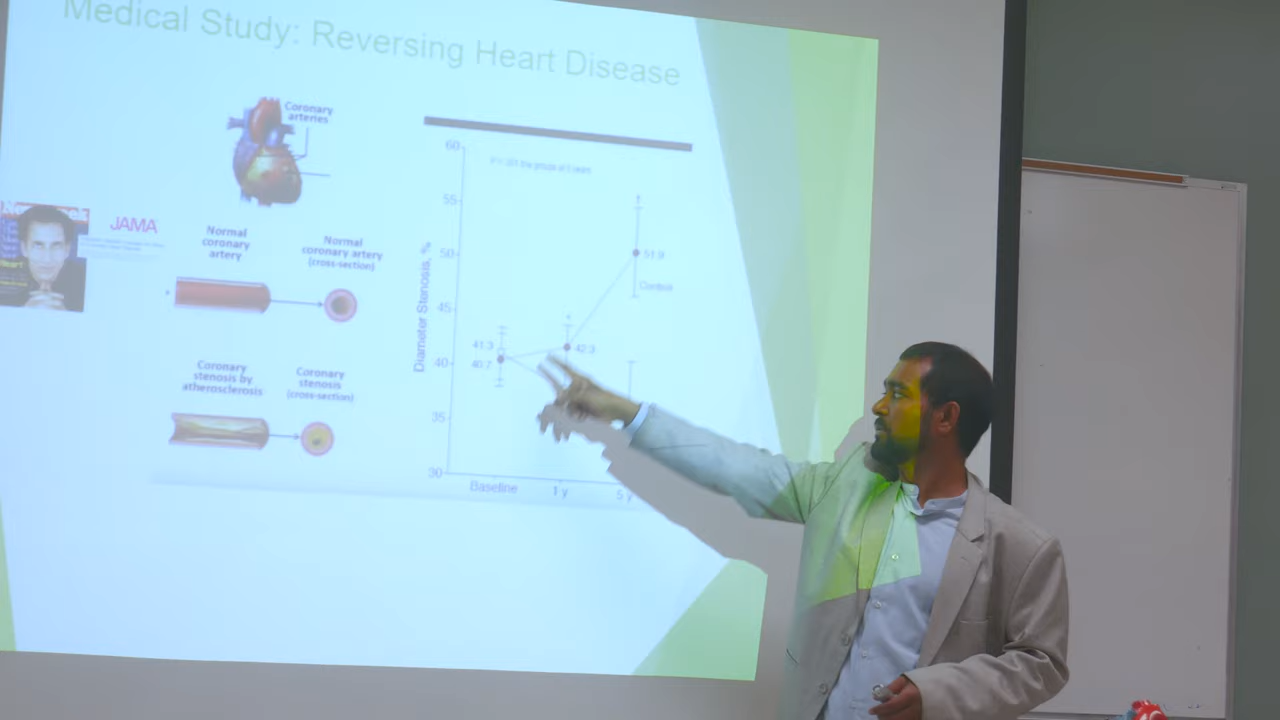 Medical Study: Reversing Heart Disease
Coronary
arteries
JAMA
Normal
coronary
artery
Normal
coronary artery
(cross-section)
Coronary
stenosis by
atherosclerosis
Coronary
stenosis
(cross-section)
Diameter Stenosis, %
60
55
50
45
40
35
30
51.9
Control
41.3
40.7
42.3
Baseline
1 y
5 y